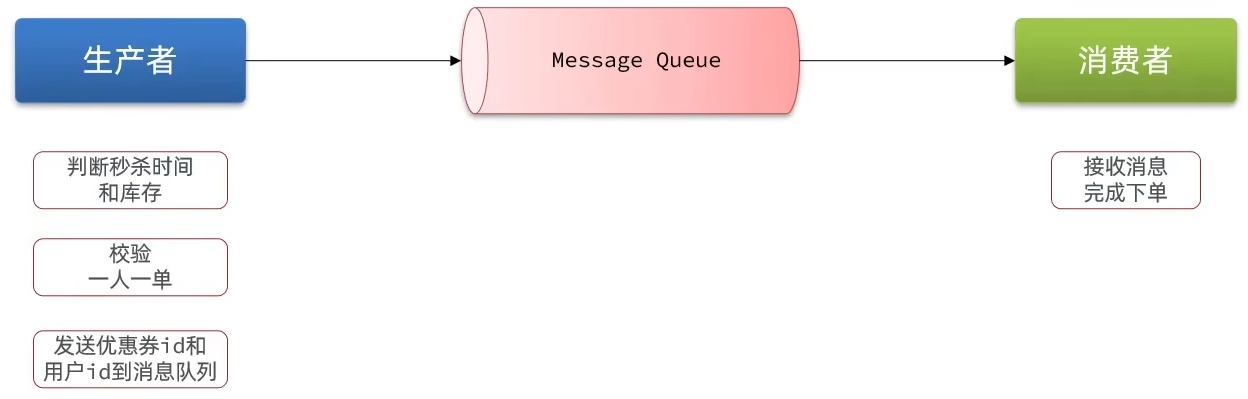 生产者
Message Queue
消费者
判断秒杀时间
和库存
校验
一人一单
发送优惠券id和
用户id到消息队列
接收消息
完成下单